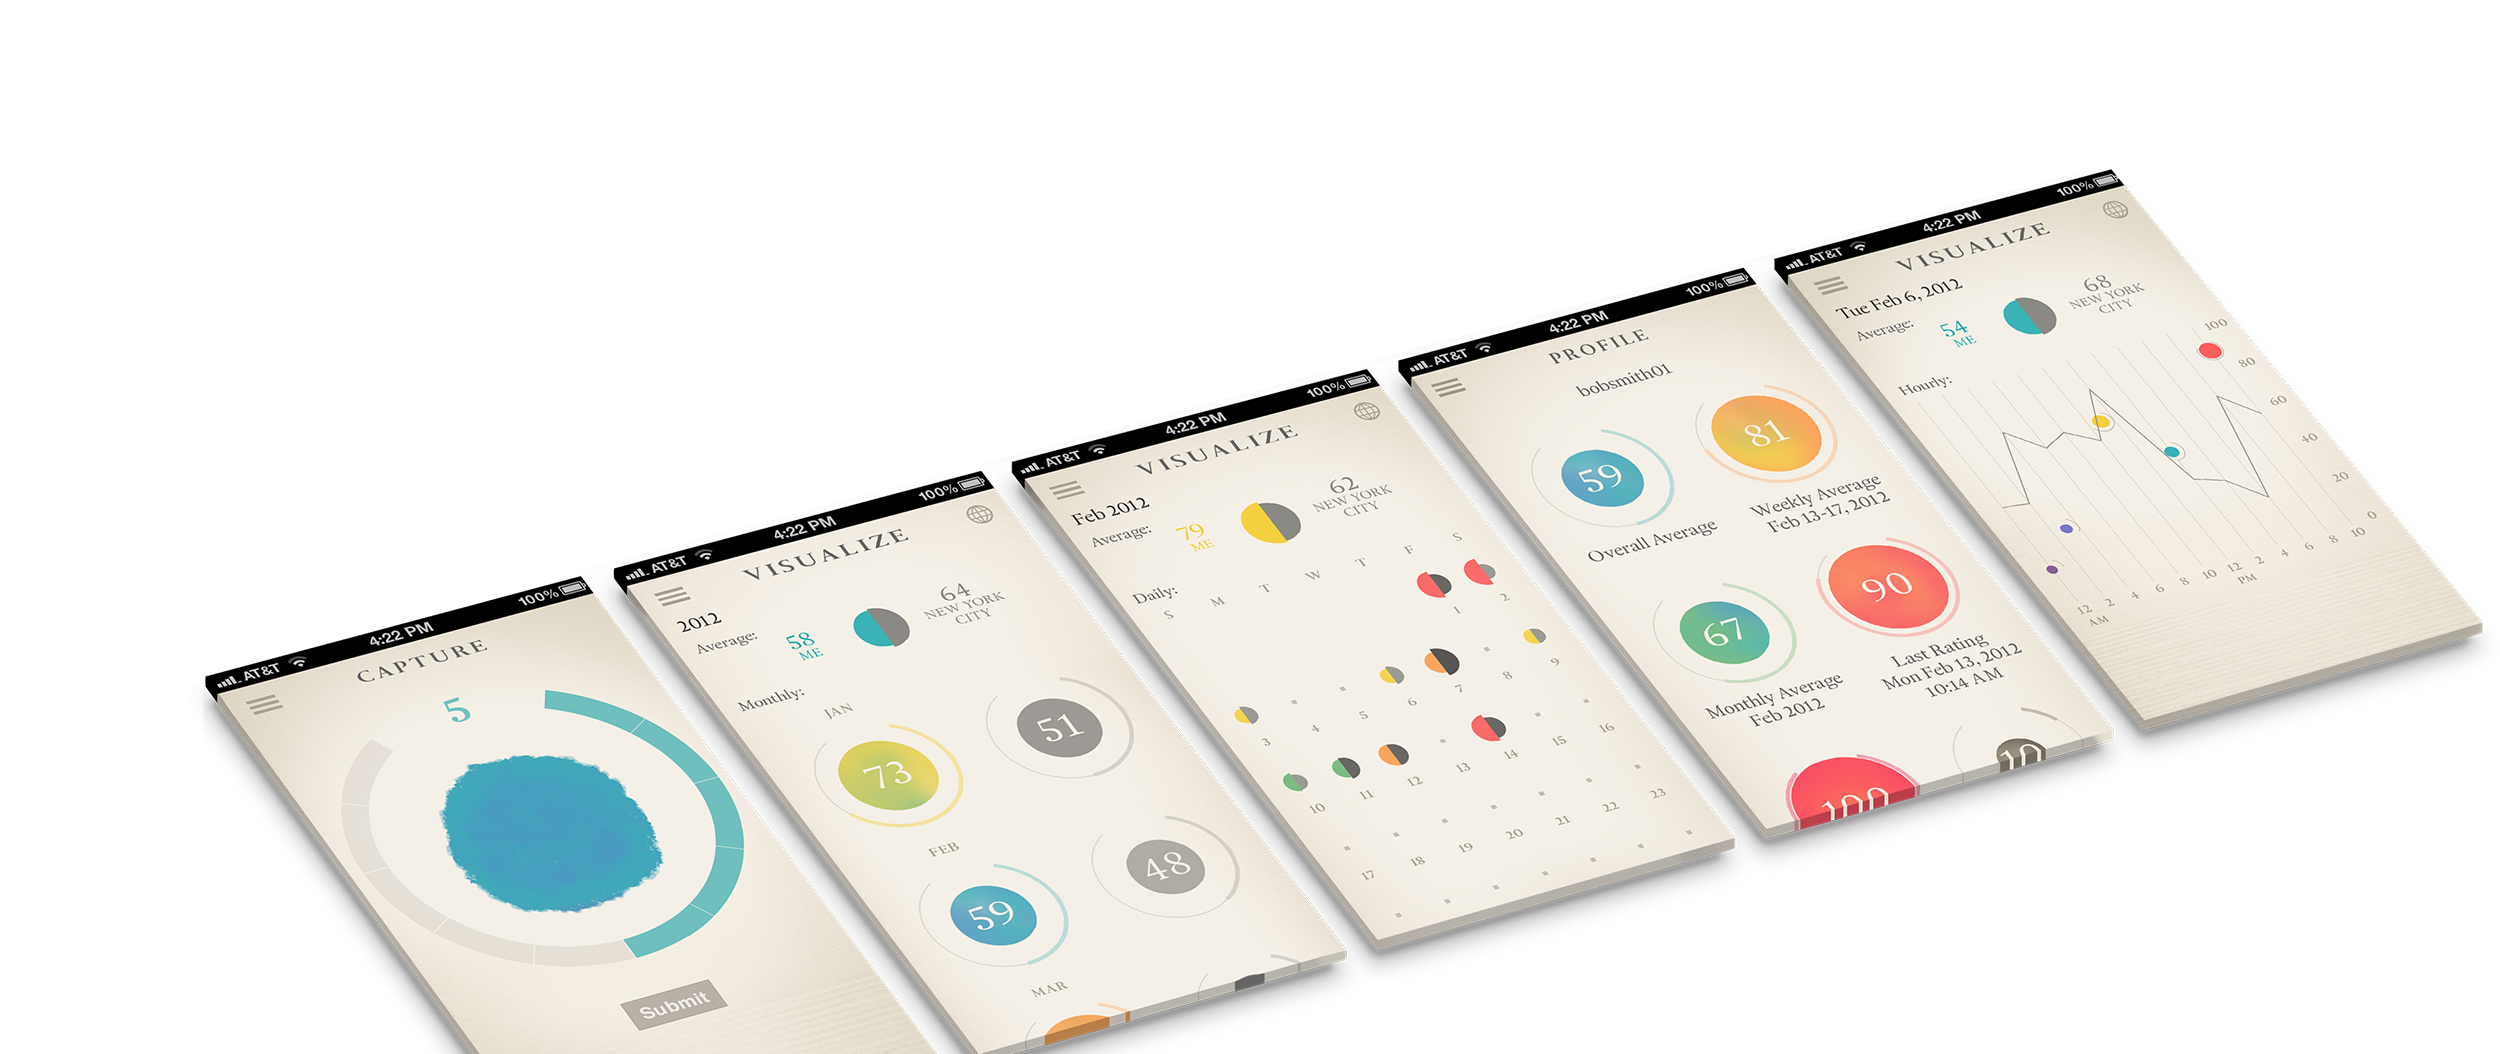 AT&T 4:22 PM 100%
CAPTURE
5
Submit
AT&T 4:22 PM 100%
VISUALIZE
2012
Average: 58 ME 64 NEW YORK CITY
Monthly:
JAN
73 51
FEB
59 48
MAR
AT&T 4:22 PM 100%
VISUALIZE
Feb 2012
Average: 79 ME 62 NEW YORK CITY
Daily:
S M T W T F S
1 2
3 4 5 6 7 8 9
10 11 12 13 14 15 16
17 18 19 20 21 22 23
AT&T 4:22 PM 100%
PROFILE
bobsmith01
59 81
Overall Average
Weekly Average
Feb 13-17, 2012
67 90
Monthly Average
Feb 2012
Last Rating
Mon Feb 13, 2012
10:14 AM
100 10
AT&T 4:22 PM 100%
VISUALIZE
Tue Feb 6, 2012
Average: 54 ME 68 NEW YORK CITY
Hourly:
100
80
60
40
20
0
12 2 4 6 8 10 12 2 4 6 8 10
AM PM